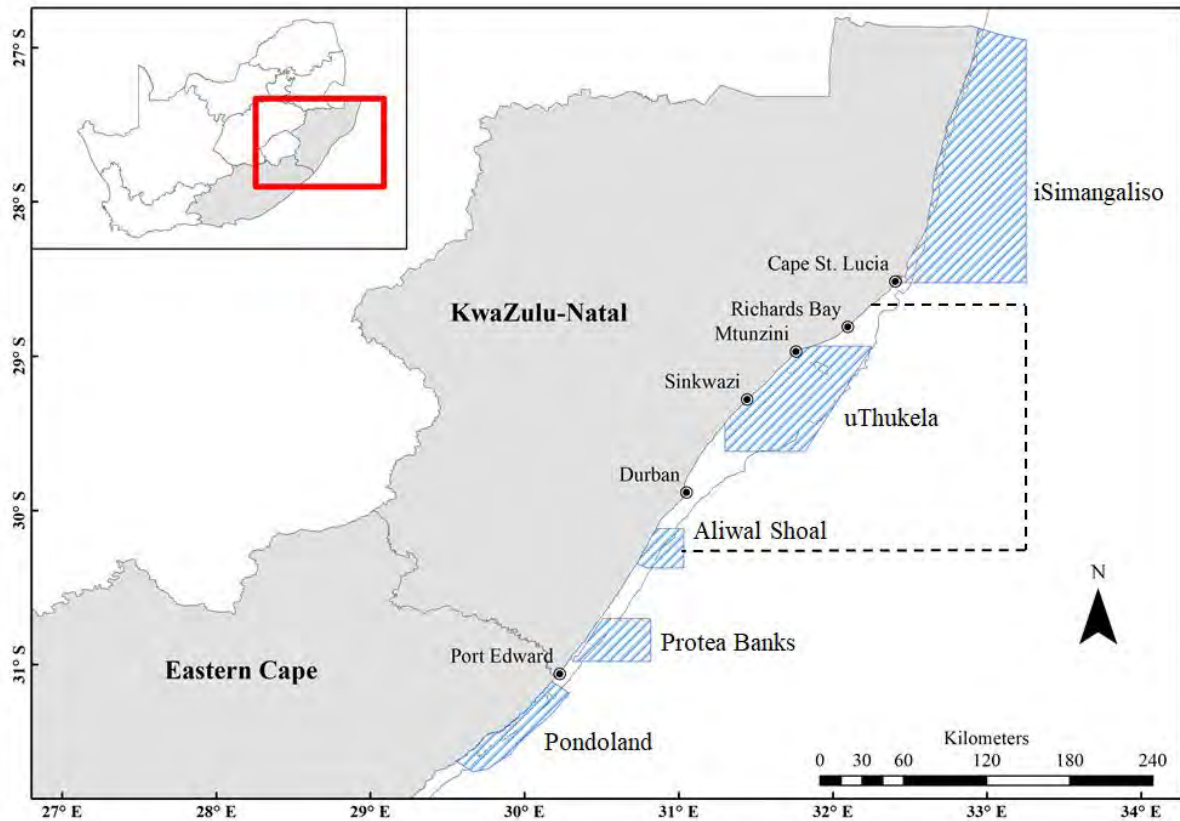 27° S
28° S
29° S
30° S
31° S
iSimangaliso
Cape St. Lucia
Richards Bay
KwaZulu-Natal
Mtunzini
Sinkwazi
uThukela
Durban
Aliwal Shoal
N
Protea Banks
Port Edward
Eastern Cape
Pondoland
Kilometers
0 30 60 120 180 240
27° E 28° E 29° E 30° E 31° E 32° E 33° E 34° E